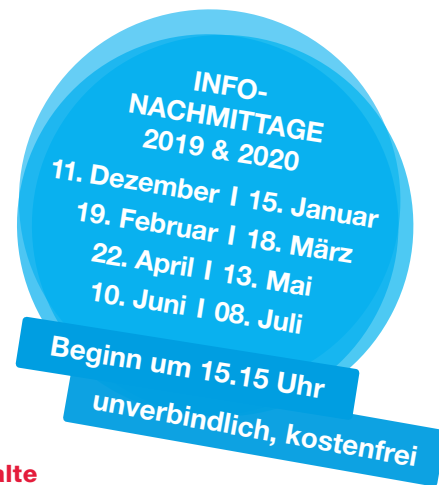 INFO-
NACHMITTAGE
2019 & 2020
11. Dezember I 15. Januar
19. Februar I 18. März
22. April I 13. Mai
10. Juni I 08. Juli
Beginn um 15.15 Uhr
unverbindlich, kostenfrei
alte